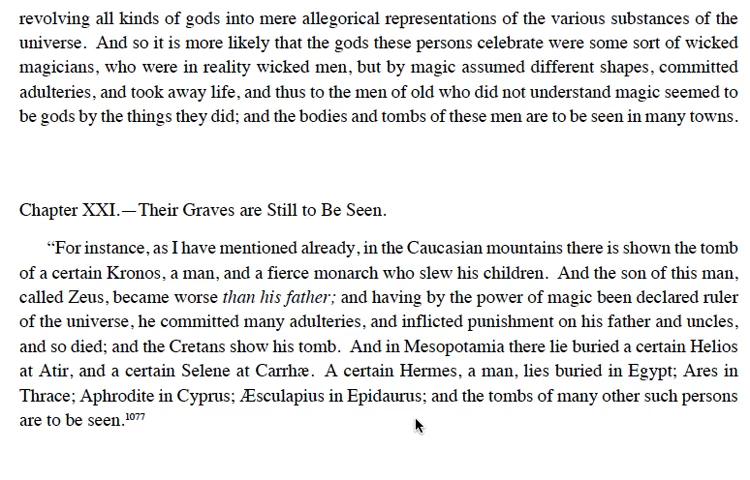 revolving all kinds of gods into mere allegorical representations of the various substances of the
universe.  And so it is more likely that the gods these persons celebrate were some sort of wicked
magicians, who were in reality wicked men, but by magic assumed different shapes, committed
adulteries, and took away life, and thus to the men of old who did not understand magic seemed to
be gods by the things they did; and the bodies and tombs of these men are to be seen in many towns.
Chapter XXI.—Their Graves are Still to Be Seen.
“For instance, as I have mentioned already, in the Caucasian mountains there is shown the tomb
of a certain Kronos, a man, and a fierce monarch who slew his children.  And the son of this man,
called Zeus, became worse than his father; and having by the power of magic been declared ruler
of the universe, he committed many adulteries, and inflicted punishment on his father and uncles,
and so died; and the Cretans show his tomb.  And in Mesopotamia there lie buried a certain Helios
at Atir, and a certain Selene at Carrhæ.  A certain Hermes, a man, lies buried in Egypt; Ares in
Thrace; Aphrodite in Cyprus; Æsculapius in Epidaurus; and the tombs of many other such persons
are to be seen.1077